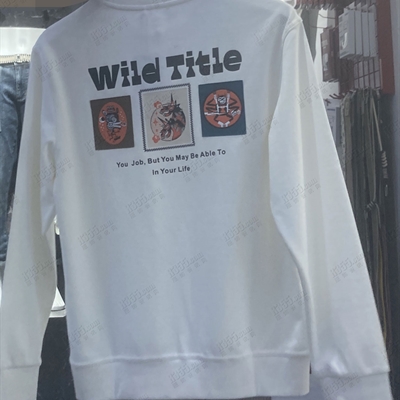 Wild Title
You Job, But You May Be Able To
In Your Life